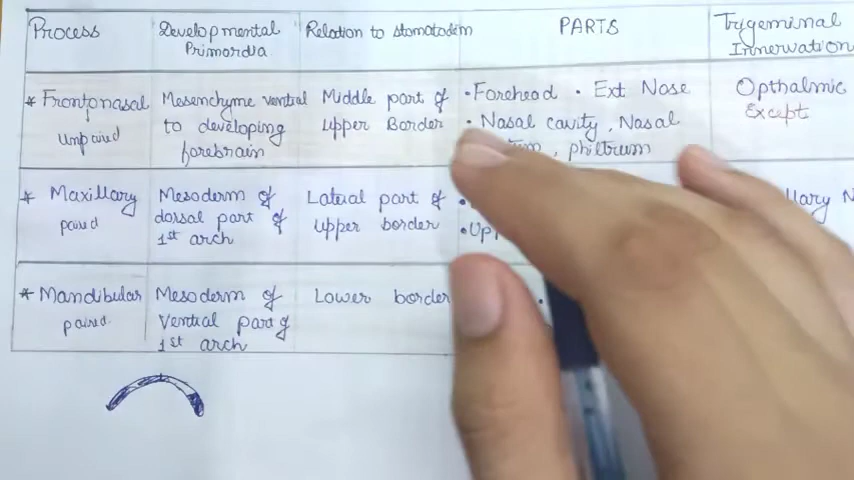 Process
Developmental
Primordia
Relation to stomatodem
PARTS
Trigeminal
Innervation
* Frontonasal
Unpaired
Mesenchyme ventral
to developing
forebrain
Middle part of
Upper Border
• Forehead • Ext Nose
• Nasal cavity, Nasal
, philtrum
Opthalmic
Except
* Maxillary
paired
Mesoderm of
dorsal part of
1st arch
Lateral part of
Upper border
* Mandibular
paired
Mesoderm of
Ventral part of
1st arch
Lower border